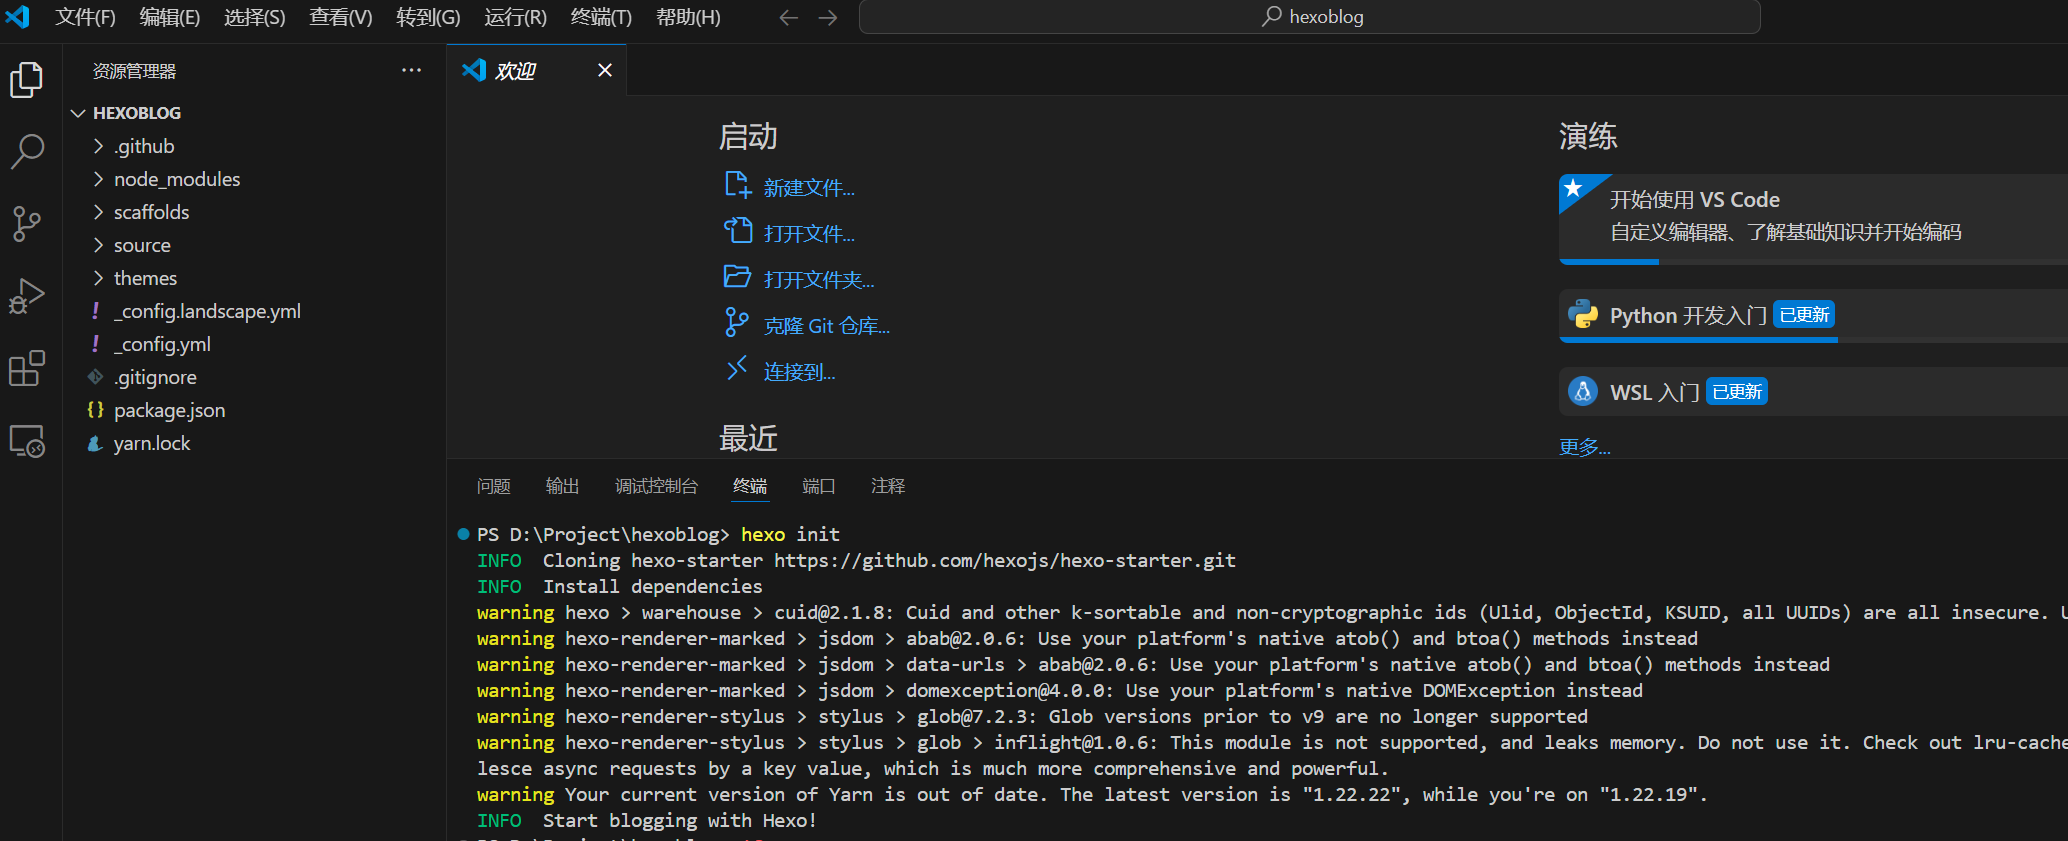 文件(F) 编辑(E) 选择(S) 查看(V) 转到(G) 运行(R) 终端(T) 帮助(H) hexoblog
资源管理器
HEXOBLOG
.github
node_modules
scaffolds
source
themes
_config.landscape.yml
_config.yml
.gitignore
package.json
yarn.lock
欢迎
启动
新建文件...
打开文件...
打开文件夹...
克隆 Git 仓库...
连接到...
最近
演练
开始使用 VS Code
自定义编辑器、了解基础知识并开始编码
Python 开发入门 已更新
WSL 入门 已更新
更多...
问题 输出 调试控制台 终端 端口 注释
PS D:\Project\hexoblog> hexo init
INFO  Cloning hexo-starter https://github.com/hexojs/hexo-starter.git
INFO  Install dependencies
warning hexo > warehouse > cuid@2.1.8: Cuid and other k-sortable and non-cryptographic ids (Ulid, ObjectId, KSUID, all UUIDs) are all insecure.
warning hexo-renderer-marked > jsdom > abab@2.0.6: Use your platform's native atob() and btoa() methods instead
warning hexo-renderer-marked > jsdom > data-urls > abab@2.0.6: Use your platform's native atob() and btoa() methods instead
warning hexo-renderer-marked > jsdom > domexception@4.0.0: Use your platform's native DOMException instead
warning hexo-renderer-stylus > stylus > glob@7.2.3: Glob versions prior to v9 are no longer supported
warning hexo-renderer-stylus > stylus > glob > inflight@1.0.6: This module is not supported, and leaks memory. Do not use it. Check out lru-cache
lesce async requests by a key value, which is much more comprehensive and powerful.
warning Your current version of Yarn is out of date. The latest version is "1.22.22", while you're on "1.22.19".
INFO  Start blogging with Hexo!